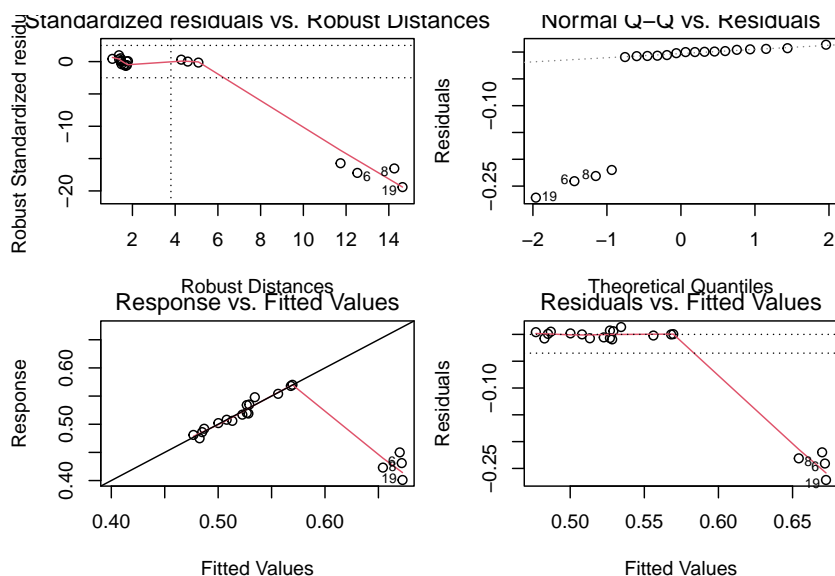 Standardized residuals vs. Robust Distances
Robust Standardized residu
0
−10
−20
6
8
19
2 4 6 8 10 12 14
Robust Distances
Normal Q−Q vs. Residuals
Residuals
−0.10
−0.25
19
6
8
−2 −1 0 1 2
Theoretical Quantiles
Response vs. Fitted Values
Response
0.60
0.50
0.40
6
8
19
0.40 0.50 0.60
Fitted Values
Residuals vs. Fitted Values
Residuals
−0.10
−0.25
8
6
19
0.50 0.55 0.60 0.65
Fitted Values